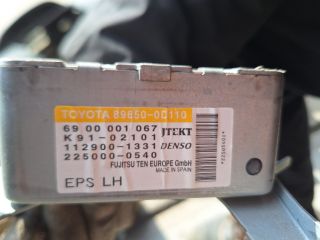 TOYOTA 89650-0D110
69 00 001 067
K91-02101 JTEKT
112900-1331 DENSO
225000-0540
FUJITSU TEN EUROPE GmbH
MADE IN SPAIN
EPS LH